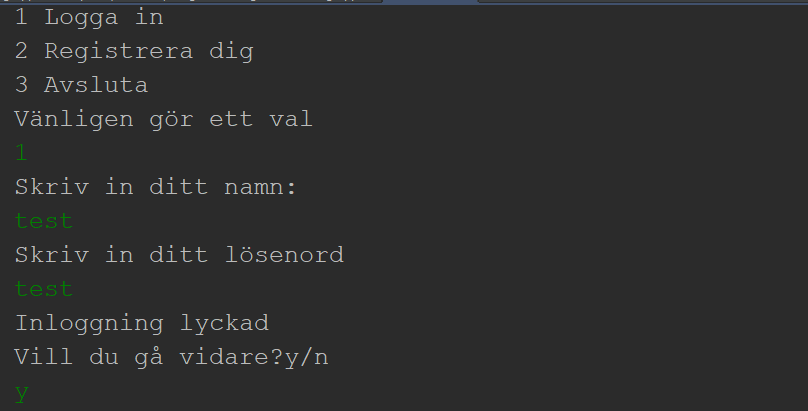 1 Logga in
2 Registrera dig
3 Avsluta
Vänligen gör ett val
1
Skriv in ditt namn:
test
Skriv in ditt lösenord
test
Inloggning lyckad
Vill du gå vidare?y/n
y